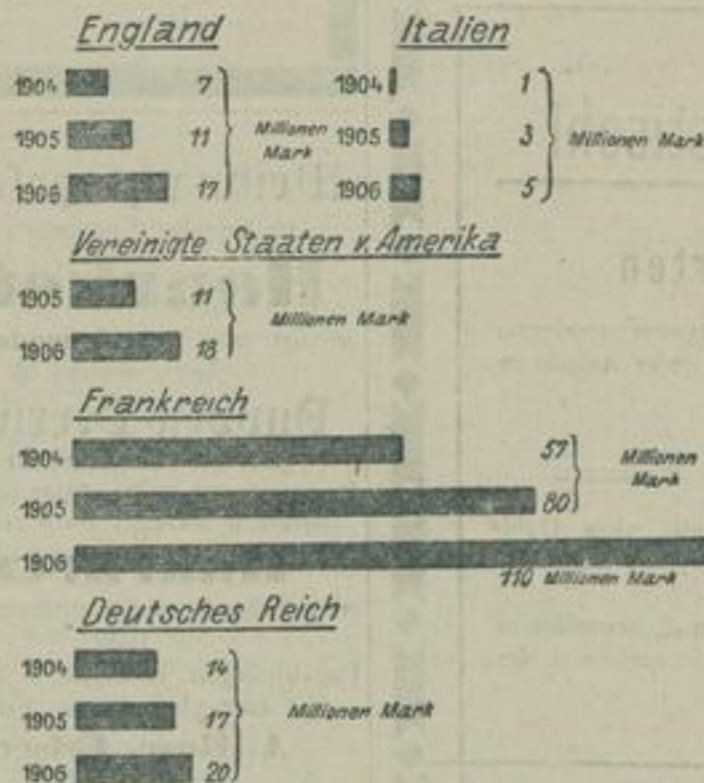 England
1904 7
1905 11 Millionen Mark
1906 17
Italien
1904 1
1905 3 Millionen Mark
1906 5
Vereinigte Staaten v. Amerika
1905 11 Millionen Mark
1906 18
Frankreich
1904 57 Millionen Mark
1905 80
1906
110 Millionen Mark
Deutsches Reich
1904 14
1905 17 Millionen Mark
1906 20